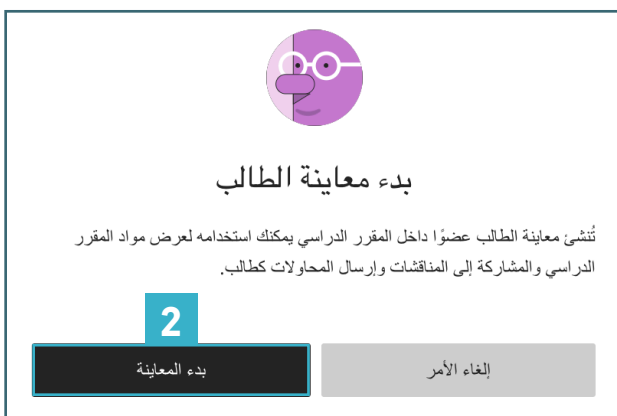 بدء معاينة الطالب
تُنشئ معاينة الطالب عضوًا داخل المقرر الدراسي يمكنك استخدامه لعرض مواد المقرر
الدراسي والمشاركة إلى المناقشات وإرسال المحاولات كطالب.
2
إلغاء الأمر
بدء المعاينة